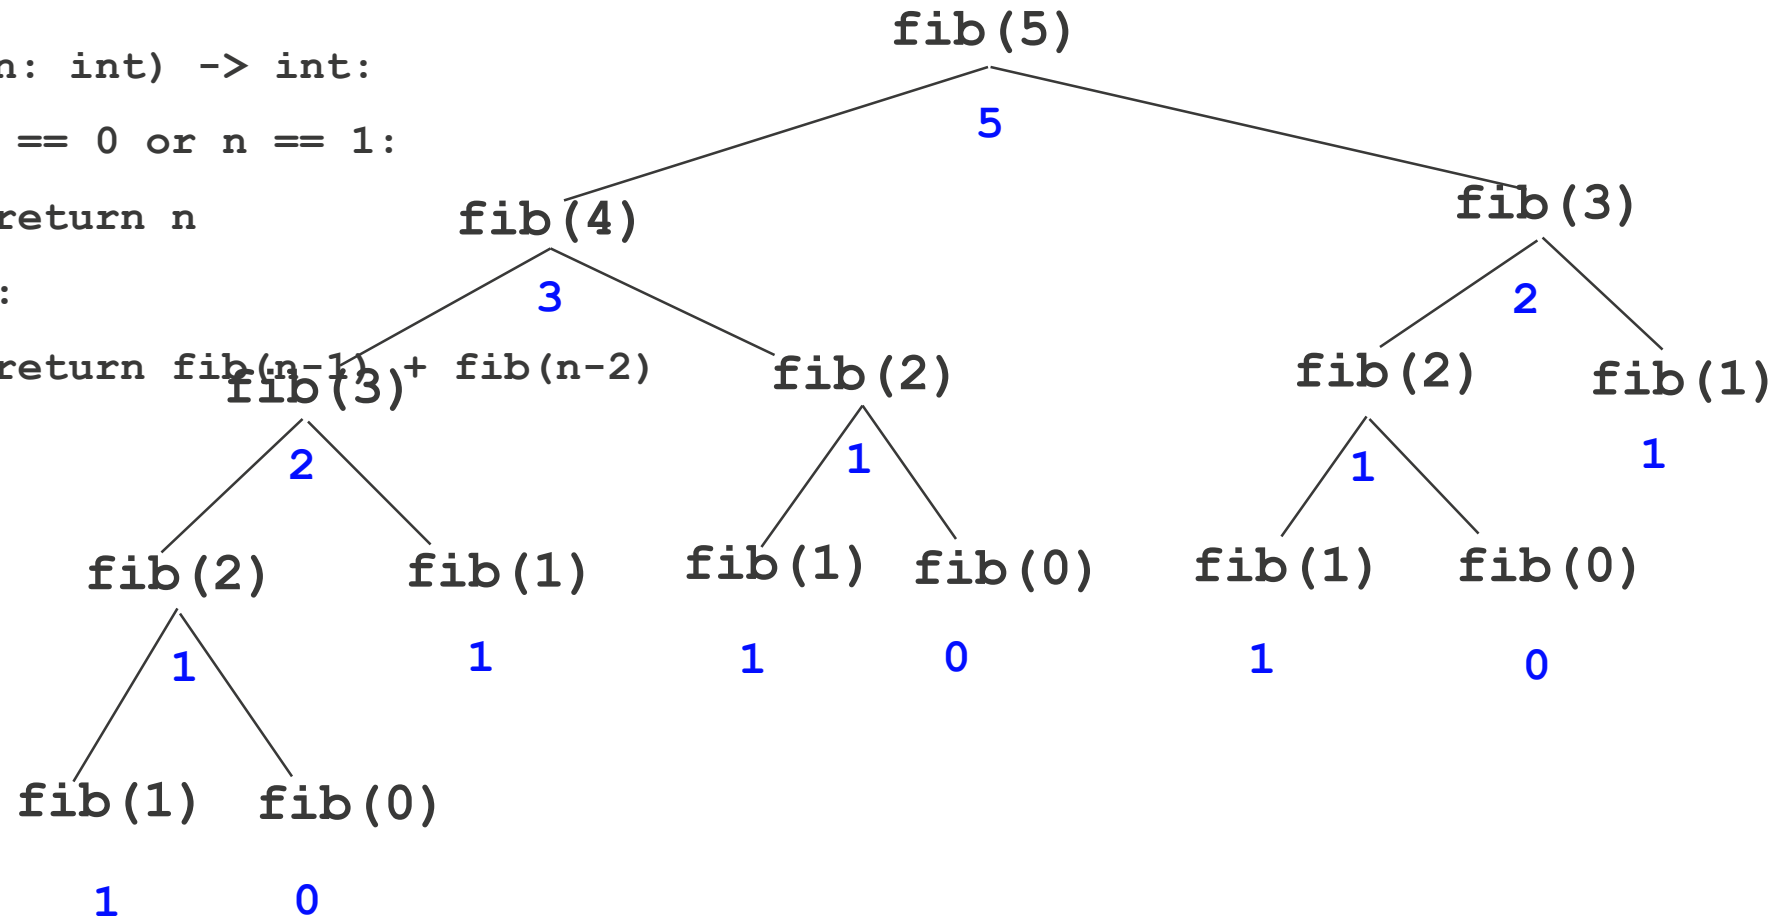 fib(5)
n: int) -> int:
5
== 0 or n == 1:
fib(4) fib(3)
return n
3 2
:
return fib(n-1) + fib(n-2)
fib(3) fib(2) fib(2) fib(1)
2 1 1 1
fib(2) fib(1) fib(1) fib(0) fib(1) fib(0)
1 1 1 0 1 0
fib(1) fib(0)
1 0